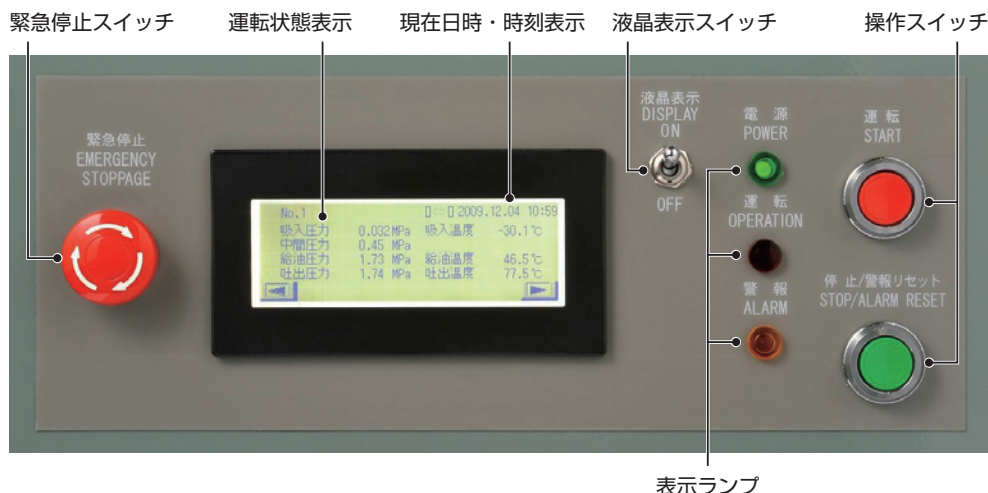 緊急停止スイッチ 運転状態表示 現在日時・時刻表示 液晶表示スイッチ 操作スイッチ
緊急停止
EMERGENCY
STOPPAGE
No.1 2009.12.04 10:59
吸入圧力 0.032MPa 吸入温度 -30.1℃
中間圧力 0.45 MPa
給油圧力 1.73 MPa 給油温度 46.5℃
吐出圧力 1.74 MPa 吐出温度 77.5℃
液晶表示
DISPLAY
ON
OFF
電源
POWER
運転
OPERATION
警報
ALARM
運転
START
停止/警報リセット
STOP/ALARM RESET
表示ランプ